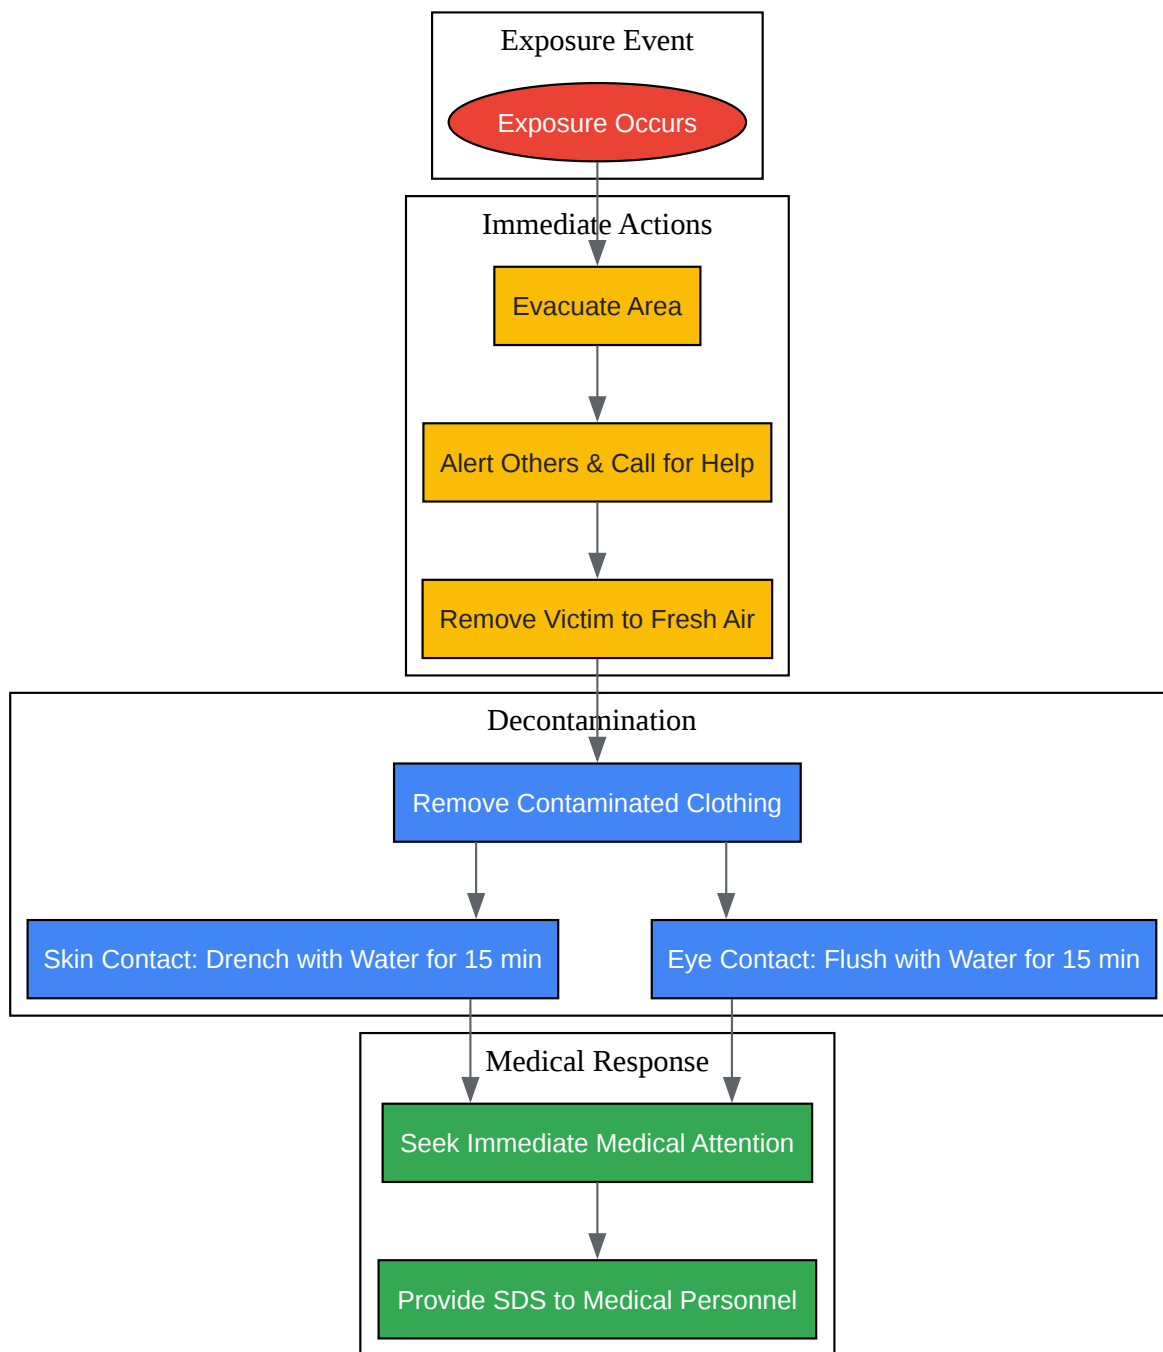 Exposure Event
Exposure Occurs
Immediate Actions
Evacuate Area
Alert Others & Call for Help
Remove Victim to Fresh Air
Decontamination
Remove Contaminated Clothing
Skin Contact: Drench with Water for 15 min
Eye Contact: Flush with Water for 15 min
Medical Response
Seek Immediate Medical Attention
Provide SDS to Medical Personnel